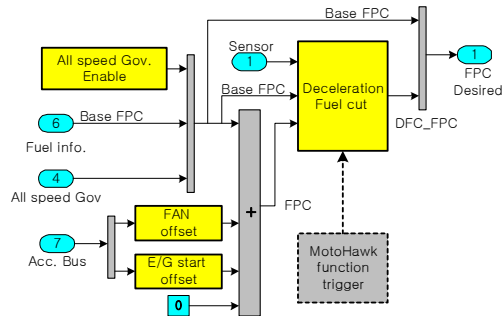 Base FPC
All speed Gov.
Enable
Sensor
1
Deceleration
Fuel cut
1
FPC
Desired
Base FPC
6
Base FPC
Fuel info.
DFC_FPC
4
All speed Gov
FAN
offset
+
FPC
7
Acc. Bus
E/G start
offset
MotoHawk
function
trigger
0